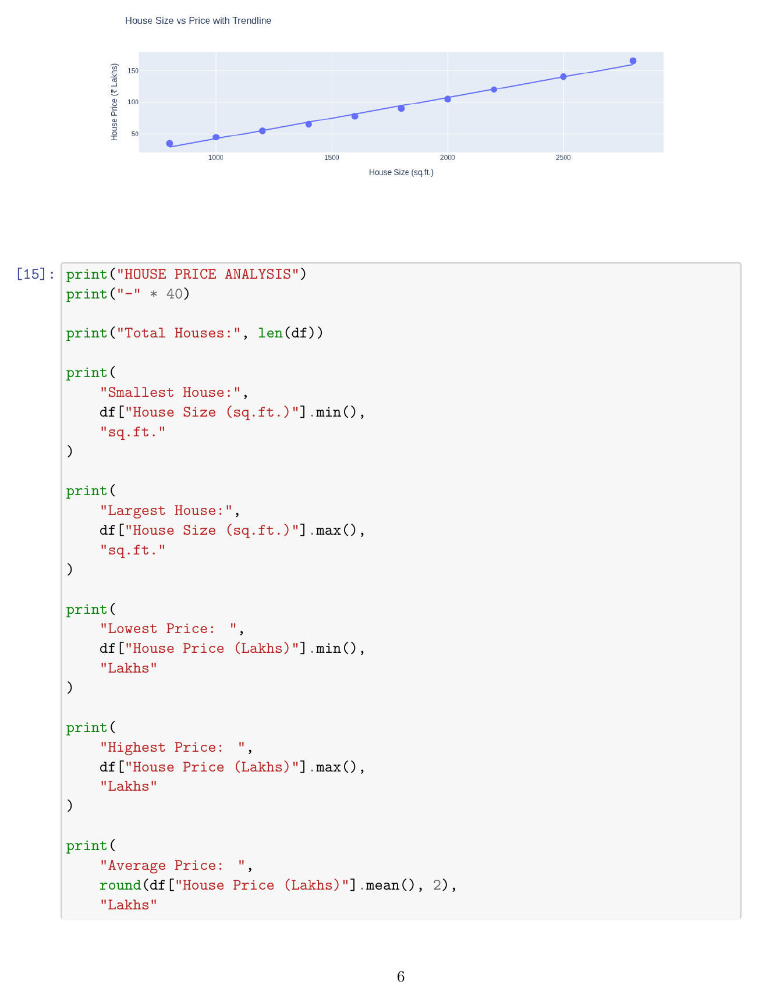 House Size vs Price with Trendline
House Price (₹ Lakhs)
150
100
50
1000 1500 2000 2500
House Size (sq.ft.)
[15]: print("HOUSE PRICE ANALYSIS")
print("-" * 40)
print("Total Houses:", len(df))
print(
    "Smallest House:",
    df["House Size (sq.ft.)"].min(),
    "sq.ft."
)
print(
    "Largest House:",
    df["House Size (sq.ft.)"].max(),
    "sq.ft."
)
print(
    "Lowest Price: ",
    df["House Price (Lakhs)"].min(),
    "Lakhs"
)
print(
    "Highest Price: ",
    df["House Price (Lakhs)"].max(),
    "Lakhs"
)
print(
    "Average Price: ",
    round(df["House Price (Lakhs)"].mean(), 2),
    "Lakhs"
6